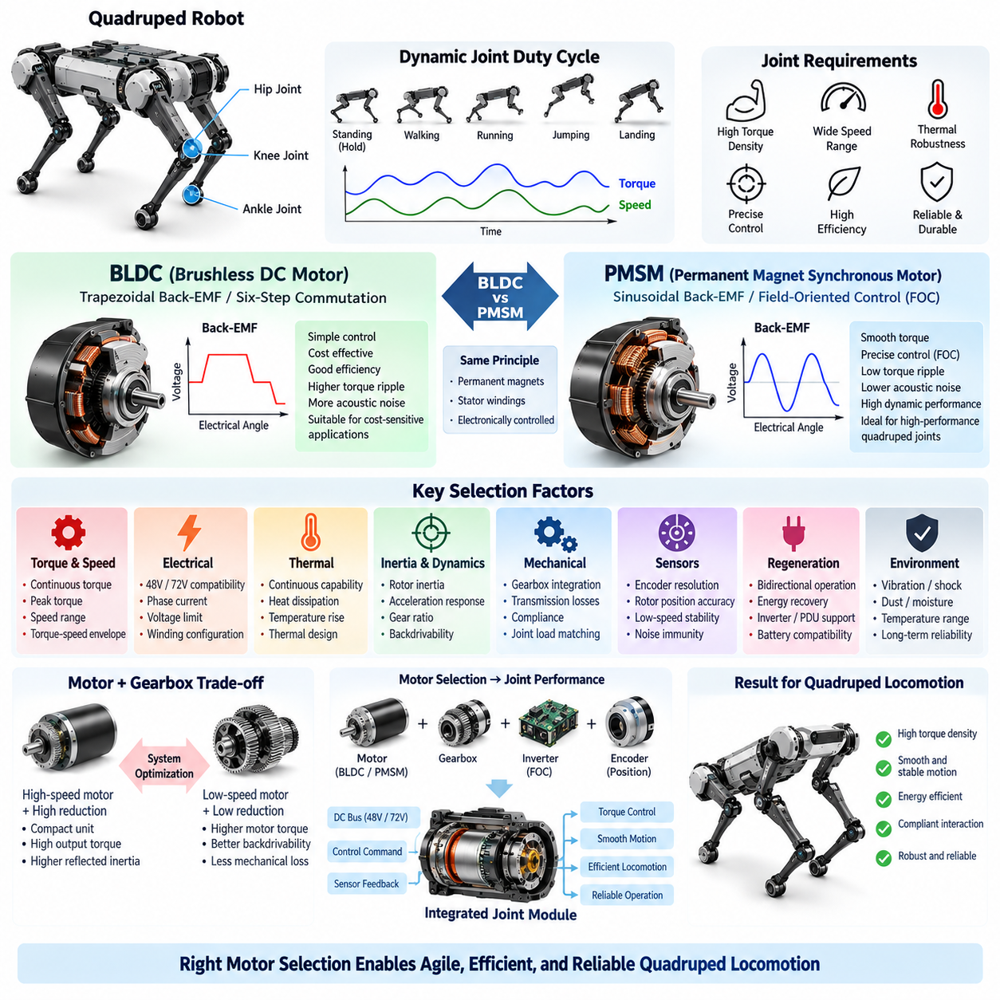 Quadruped Robot
Hip Joint
Knee Joint
Ankle Joint
Dynamic Joint Duty Cycle
Standing
(Hold)
Walking
Running
Jumping
Landing
Torque
Speed
Time
Joint Requirements
High Torque
Density
Wide Speed
Range
Thermal
Robustness
Precise
Control
High
Efficiency
Reliable &
Durable
BLDC (Brushless DC Motor)
Trapezoidal Back-EMF / Six-Step Commutation
Back-EMF
Voltage
Electrical Angle
Simple control
Cost effective
Good efficiency
Higher torque ripple
More acoustic noise
Suitable for cost-sensitive
applications
BLDC
vs
PMSM
Same Principle
• Permanent magnets
• Stator windings
• Electronically controlled
PMSM (Permanent Magnet Synchronous Motor)
Sinusoidal Back-EMF / Field-Oriented Control (FOC)
Back-EMF
Voltage
Electrical Angle
Smooth torque
Precise control (FOC)
Low torque ripple
Lower acoustic noise
High dynamic performance
Ideal for high-performance
quadruped joints
Key Selection Factors
Torque & Speed
• Continuous torque
• Peak torque
• Speed range
• Torque-speed envelope
Electrical
• 48V / 72V compatibility
• Phase current
• Voltage limit
• Winding configuration
Thermal
• Continuous capability
• Heat dissipation
• Temperature rise
• Thermal design
Inertia & Dynamics
• Rotor inertia
• Acceleration response
• Gear ratio
• Backdrivability
Mechanical
• Gearbox integration
• Transmission losses
• Compliance
• Joint load matching
Sensors
• Encoder resolution
• Rotor position accuracy
• Low-speed stability
• Noise immunity
Regeneration
• Bidirectional operation
• Energy recovery
• Inverter / PDU support
• Battery compatibility
Environment
• Vibration / shock
• Dust / moisture
• Temperature range
• Long-term reliability
Motor + Gearbox Trade-off
System
Optimization
High-speed motor
+ High reduction
• Compact unit
• High output torque
• Higher reflected inertia
Low-speed motor
+ Low reduction
• Higher motor torque
• Better backdrivability
• Less mechanical loss
Motor Selection → Joint Performance
+
+
+
Motor
(BLDC / PMSM)
Gearbox
Inverter
(FOC)
Encoder
(Position)
DC Bus (48V / 72V)
Control Command
Sensor Feedback
Torque Control
Smooth Motion
Efficient Locomotion
Reliable Operation
Integrated Joint Module
Result for Quadruped Locomotion
High torque density
Smooth and
stable motion
Energy efficient
Compliant interaction
Robust and reliable
Right Motor Selection Enables Agile, Efficient, and Reliable Quadruped Locomotion